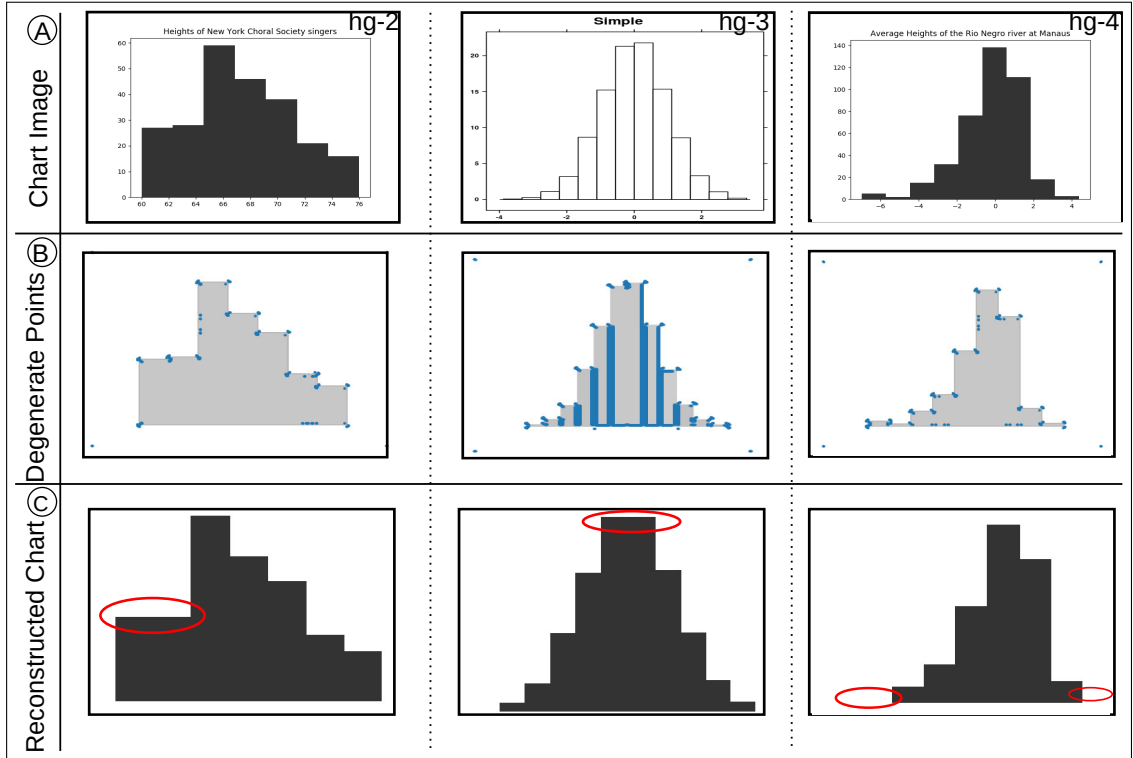 A
Chart Image
hg-2
Heights of New York Choral Society singers
60
50
40
30
20
10
0
60 62 64 66 68 70 72 74 76
hg-3
Simple
20
15
10
5
0
-4 -2 0 2
hg-4
Average Heights of the Rio Negro river at Manaus
140
120
100
80
60
40
20
0
−6 −4 −2 0 2 4
B
Degenerate Points
C
Reconstructed Chart